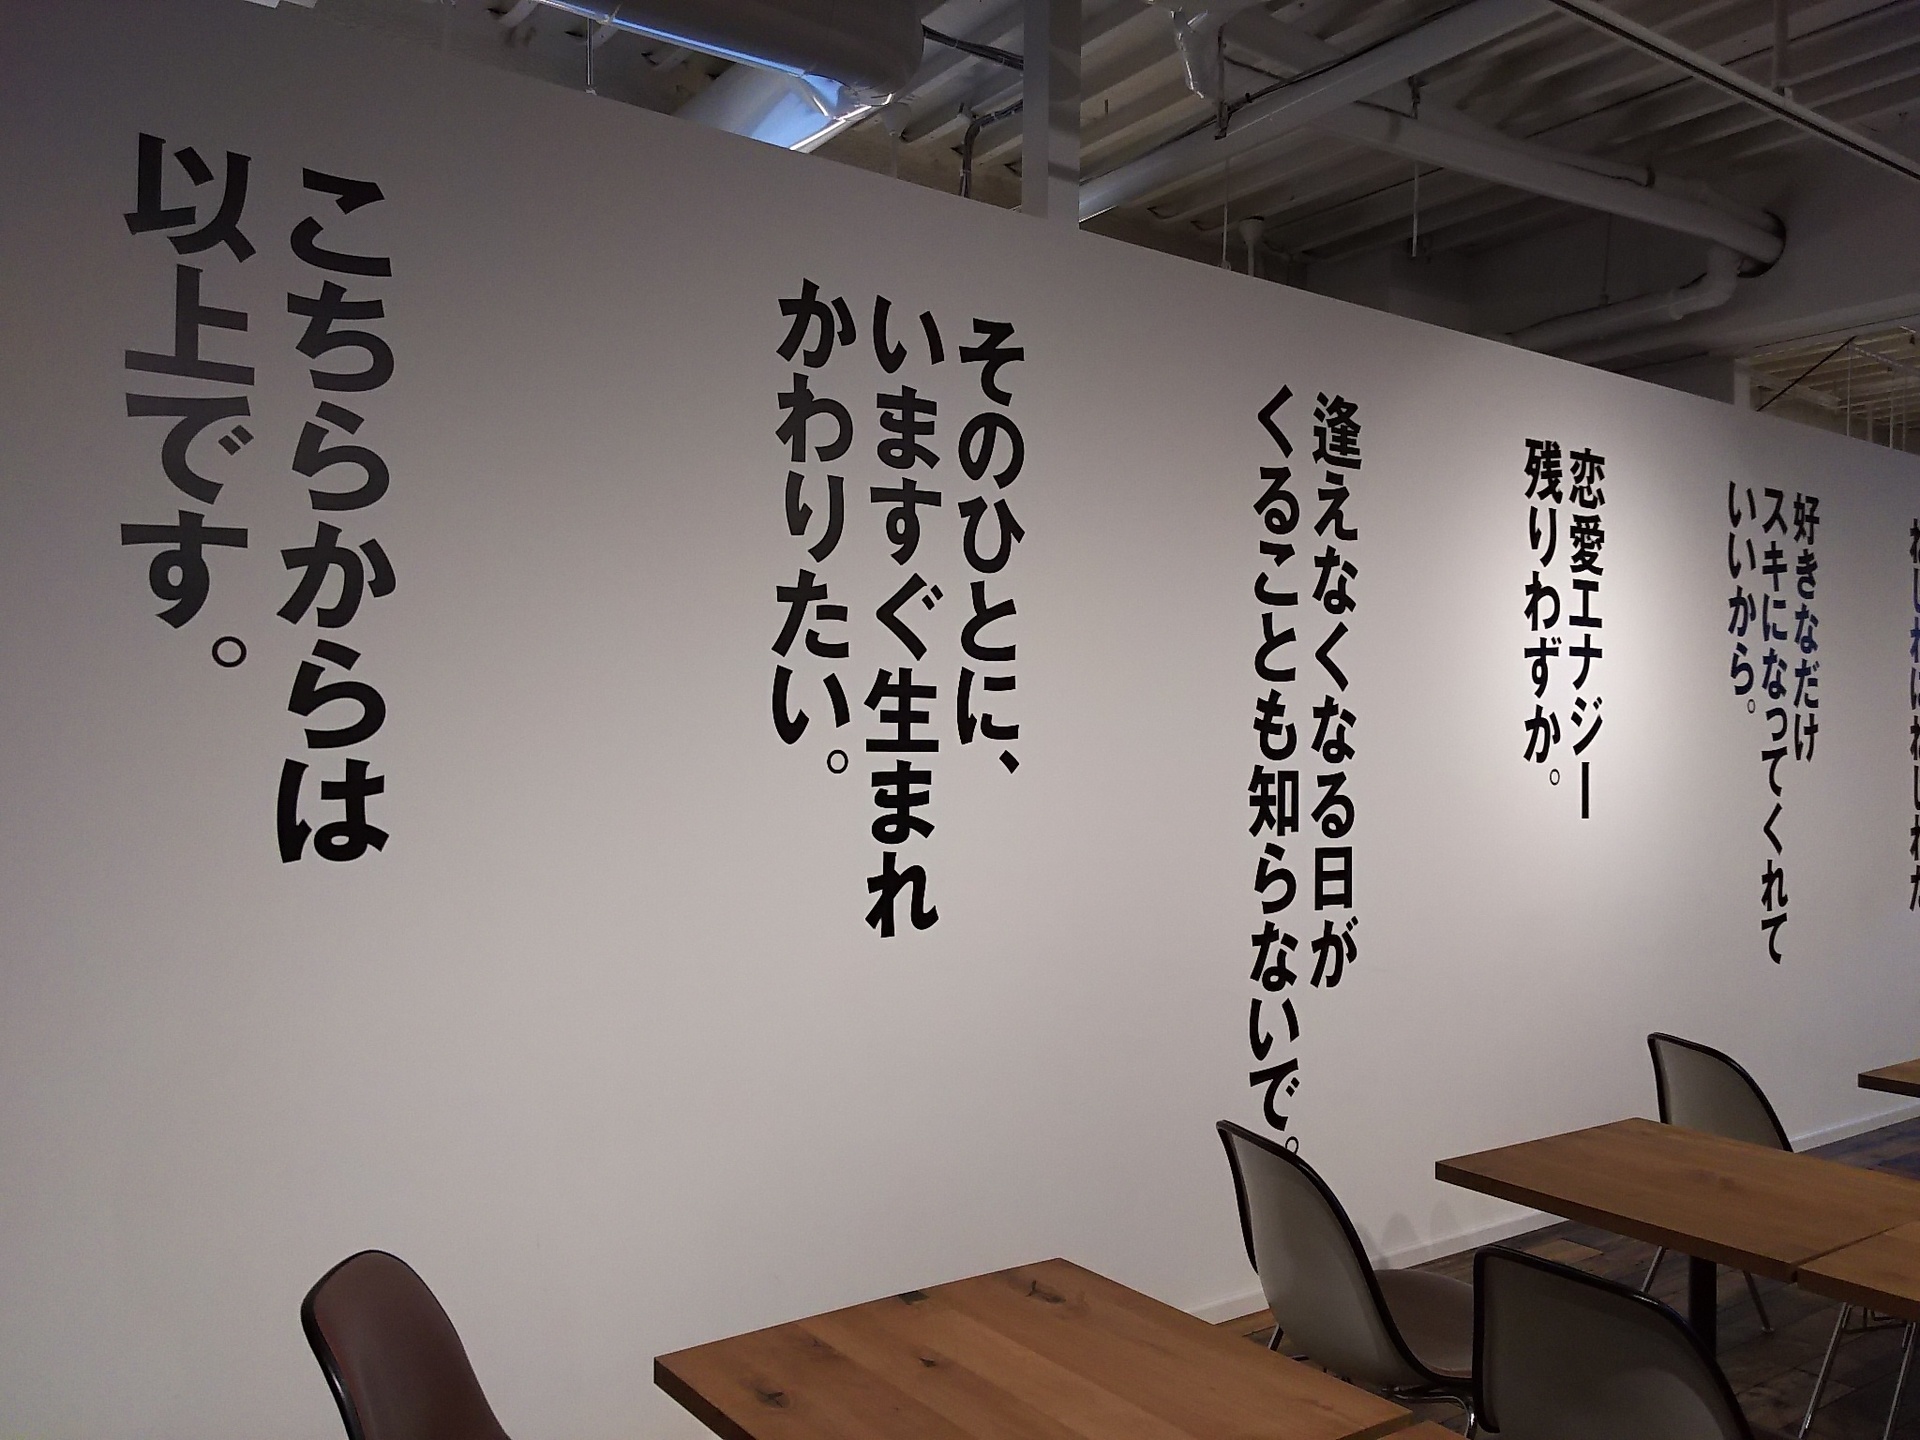 好きなだけ
スキになってくれて
いいから。
恋愛エナジー
残りわずか。
逢えなくなる日が
くることも知らないで。
そのひとに、
いますぐ生まれ
かわりたい。
こちらからは
以上です。